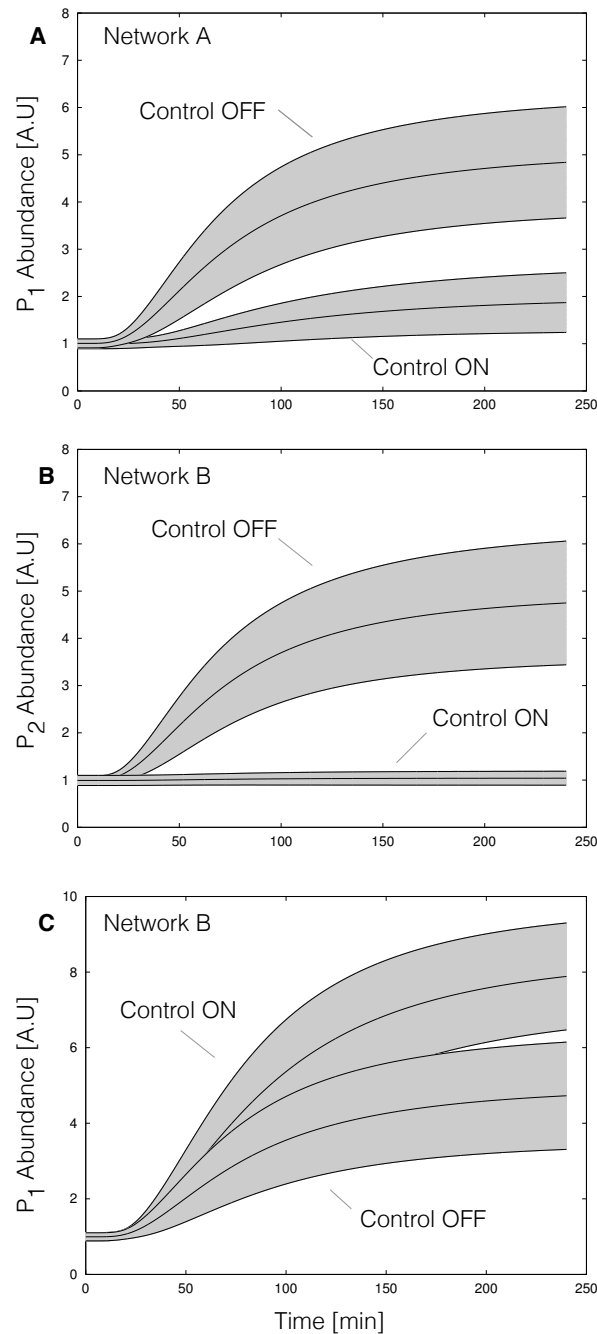 A
Network A
8
7
6
5
4
3
2
1
0
P1 Abundance [A.U]
Control OFF
Control ON
0 50 100 150 200 250
B
Network B
8
7
6
5
4
3
2
1
0
P2 Abundance [A.U]
Control OFF
Control ON
0 50 100 150 200 250
C
Network B
10
8
6
4
2
0
P1 Abundance [A.U]
Control ON
Control OFF
0 50 100 150 200 250
Time [min]